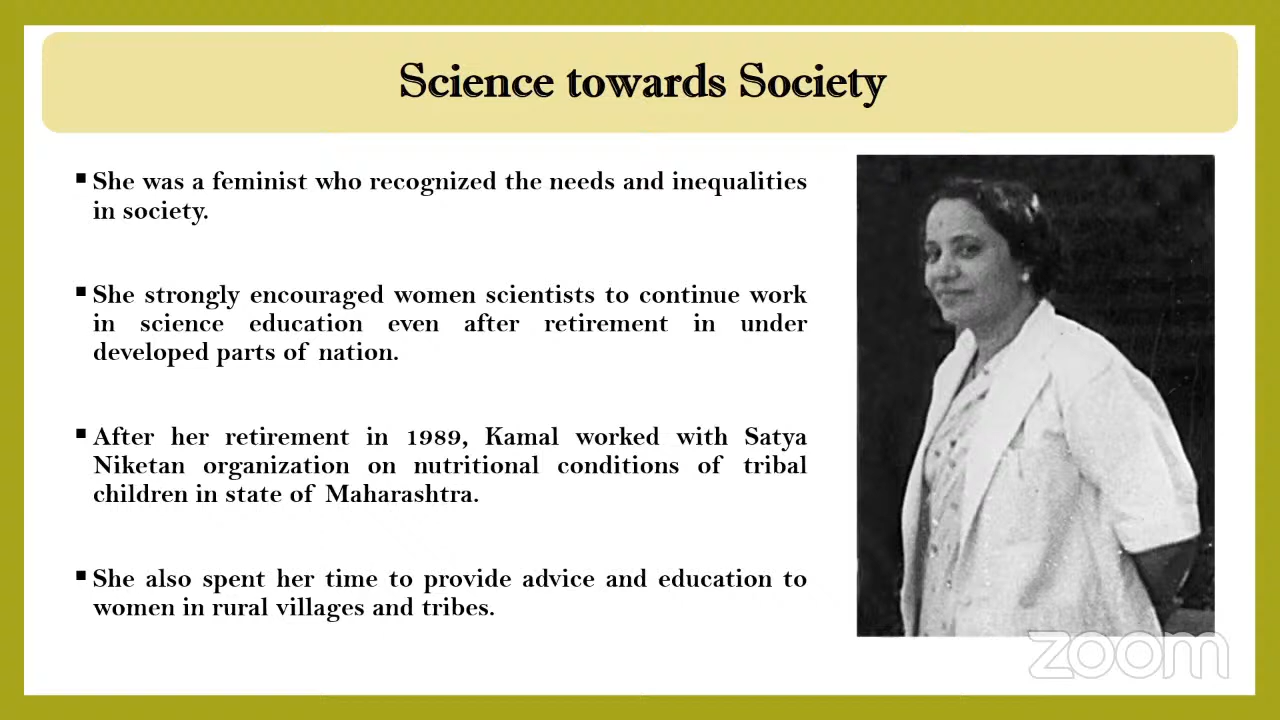 Science towards Society
▪ She was a feminist who recognized the needs and inequalities
in society.
▪ She strongly encouraged women scientists to continue work
in science education even after retirement in under
developed parts of nation.
▪ After her retirement in 1989, Kamal worked with Satya
Niketan organization on nutritional conditions of tribal
children in state of Maharashtra.
▪ She also spent her time to provide advice and education to
women in rural villages and tribes.
zoom